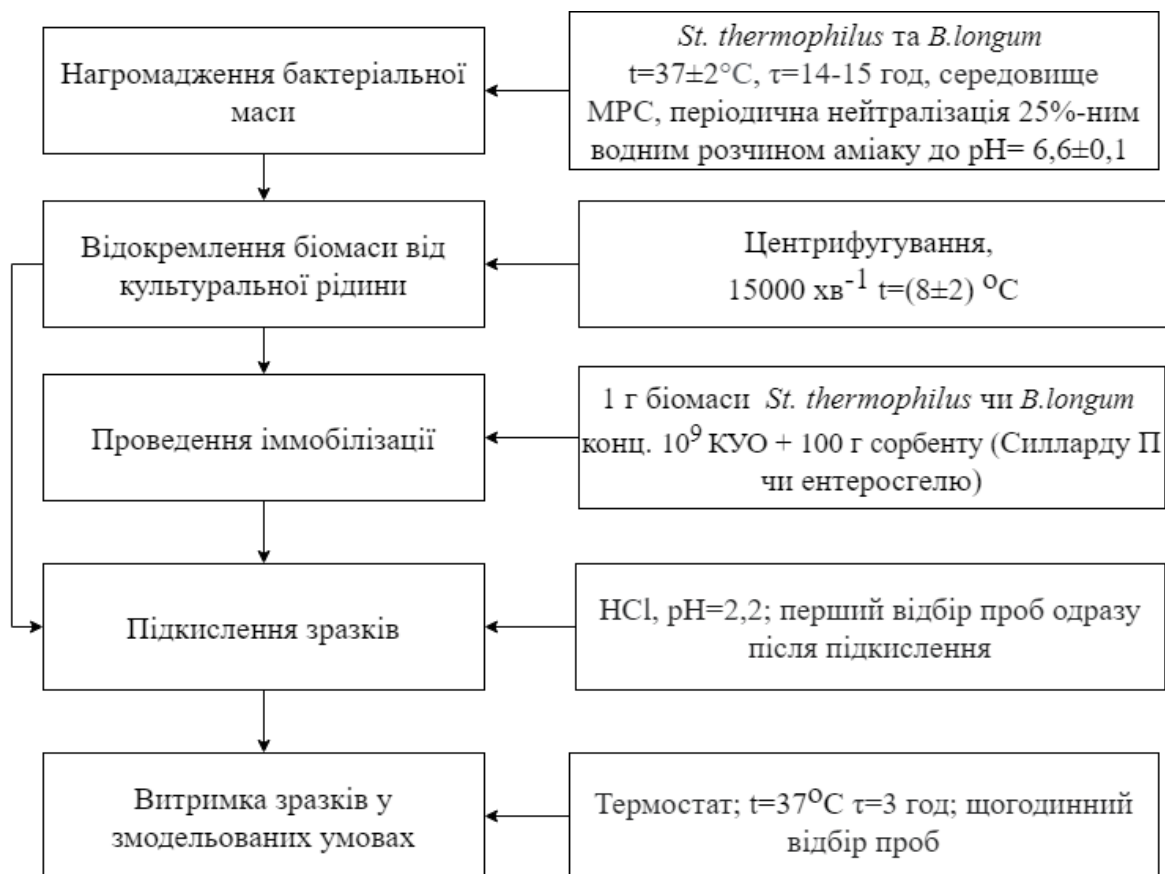 Нагромадження бактеріальної
маси
St. thermophilus та B.longum
t=37±2°C, τ=14-15 год, середовище
МРС, періодична нейтралізація 25%-ним
водним розчином аміаку до pH= 6,6±0,1
Відокремлення біомаси від
культуральної рідини
Центрифугування,
15000 хв⁻¹ t=(8±2) ⁰C
Проведення іммобілізації
1 г біомаси St. thermophilus чи B.longum
конц. 10⁹ КУО + 100 г сорбенту (Силларду П
чи ентеросгелю)
Підкислення зразків
HCl, pH=2,2; перший відбір проб одразу
після підкислення
Витримка зразків у
змодельованих умовах
Термостат; t=37⁰C τ=3 год; щогодинний
відбір проб